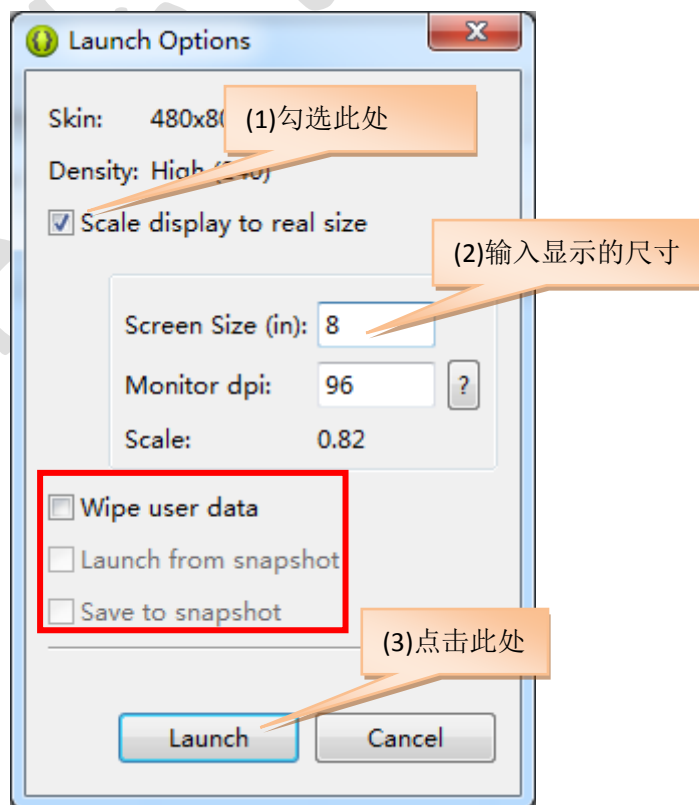 Launch Options
Skin: 480x80
(1)勾选此处
Density: High
Scale display to real size
(2)输入显示的尺寸
Screen Size (in): 8
Monitor dpi: 96 ?
Scale: 0.82
Wipe user data
Launch from snapshot
Save to snapshot
(3)点击此处
Launch Cancel